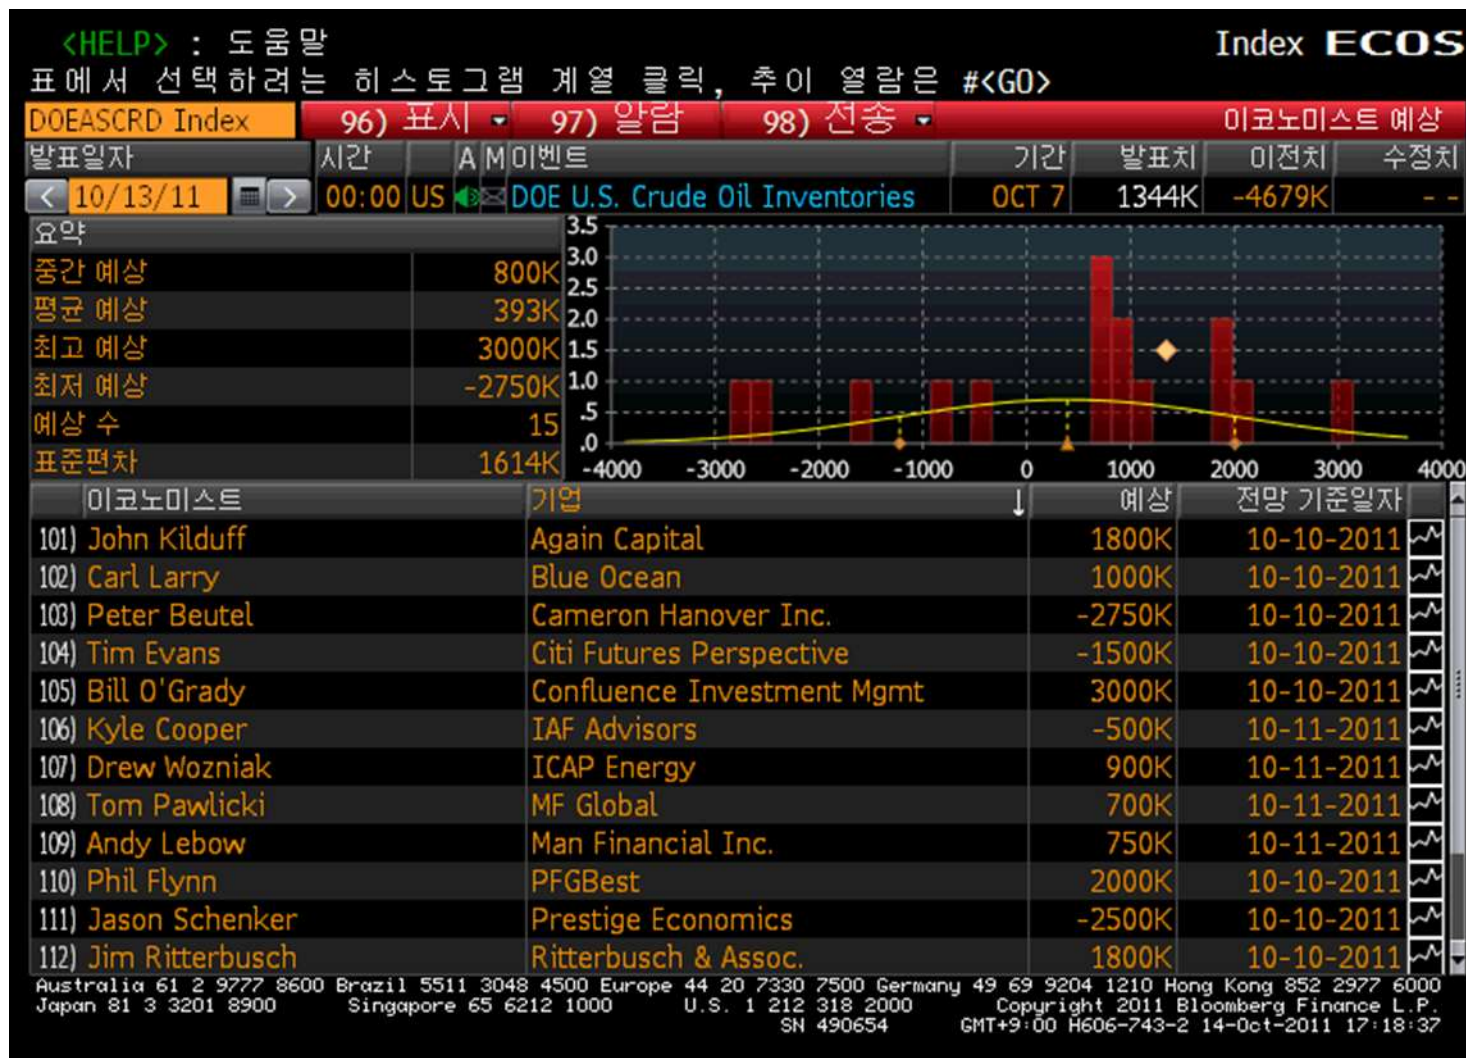 <HELP> : 도움말
Index ECOS
표에서 선택하려는 히스토그램 계열 클릭, 추이 열람은 #<GO>
DOEASCRD Index 96) 표시 97) 알람 98) 전송 이코노미스트 예상
발표일자 시간 A M 이벤트 기간 발표치 이전치 수정치
< 10/13/11 > 00:00 US DOE U.S. Crude Oil Inventories OCT 7 1344K -4679K - -
요약
중간 예상 800K
평균 예상 393K
최고 예상 3000K
최저 예상 -2750K
예상 수 15
표준편차 1614K
3.5
3.0
2.5
2.0
1.5
1.0
.5
.0
-4000 -3000 -2000 -1000 0 1000 2000 3000 4000
이코노미스트 기업 ↓ 예상 전망 기준일자
101) John Kilduff Again Capital 1800K 10-10-2011
102) Carl Larry Blue Ocean 1000K 10-10-2011
103) Peter Beutel Cameron Hanover Inc. -2750K 10-10-2011
104) Tim Evans Citi Futures Perspective -1500K 10-10-2011
105) Bill O'Grady Confluence Investment Mgmt 3000K 10-10-2011
106) Kyle Cooper IAF Advisors -500K 10-11-2011
107) Drew Wozniak ICAP Energy 900K 10-11-2011
108) Tom Pawlicki MF Global 700K 10-11-2011
109) Andy Lebow Man Financial Inc. 750K 10-11-2011
110) Phil Flynn PFGBest 2000K 10-10-2011
111) Jason Schenker Prestige Economics -2500K 10-10-2011
112) Jim Ritterbusch Ritterbusch & Assoc. 1800K 10-10-2011
Australia 61 2 9777 8600 Brazil 5511 3048 4500 Europe 44 20 7330 7500 Germany 49 69 9204 1210 Hong Kong 852 2977 6000
Japan 81 3 3201 8900 Singapore 65 6212 1000 U.S. 1 212 318 2000 Copyright 2011 Bloomberg Finance L.P.
SN 490654 GMT+9:00 H606-743-2 14-Oct-2011 17:18:37